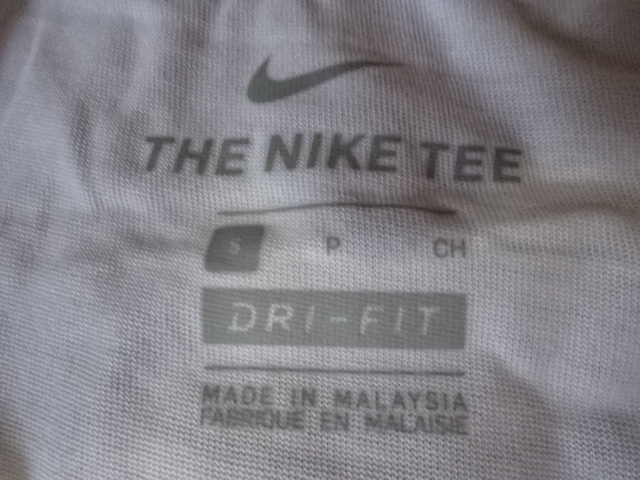 THE NIKE TEE
S P CH
DRI-FIT
MADE IN MALAYSIA
FABRIQUE EN MALAISIE